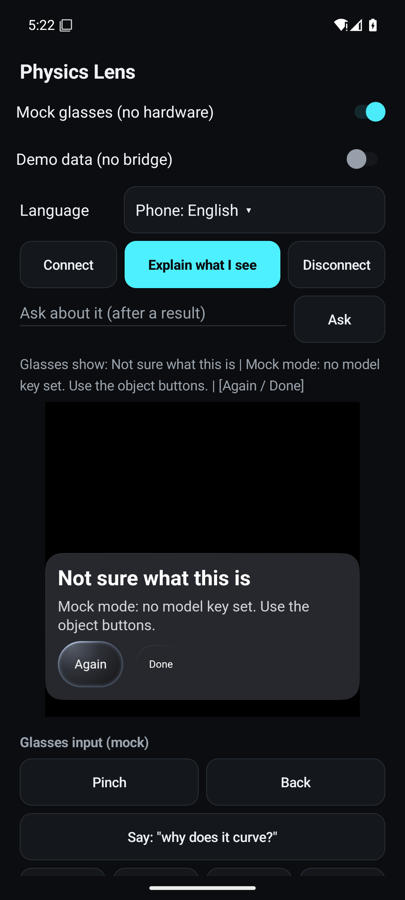 5:22
Physics Lens
Mock glasses (no hardware)
Demo data (no bridge)
Language
Phone: English
Connect
Explain what I see
Disconnect
Ask about it (after a result)
Ask
Glasses show: Not sure what this is | Mock mode: no model
key set. Use the object buttons. | [Again / Done]
Not sure what this is
Mock mode: no model key set. Use the
object buttons.
Again
Done
Glasses input (mock)
Pinch
Back
Say: "why does it curve?"